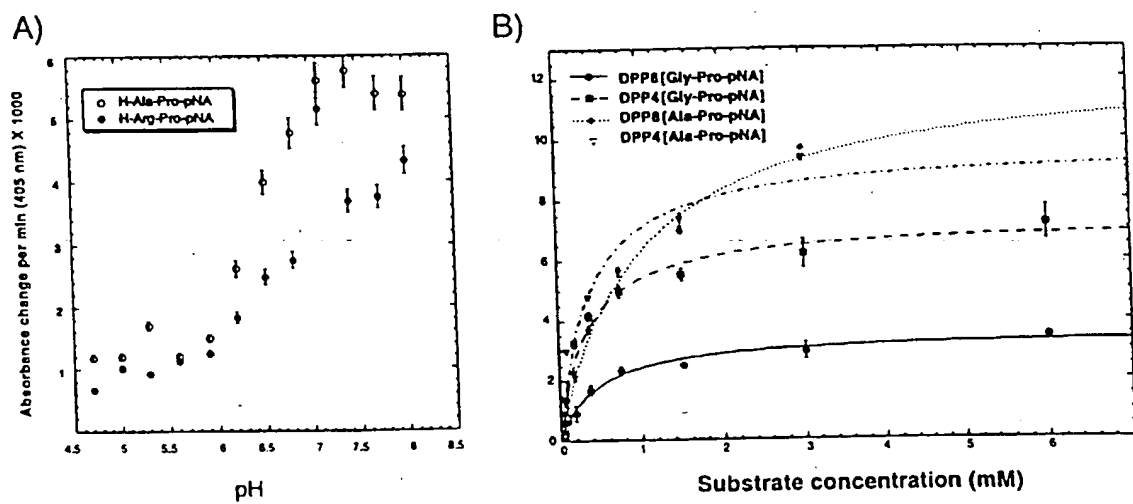 A)
Absorbance change per min (405 nm) X 1000
6
5
4
3
2
1
H-Ala-Pro-pNA
H-Arg-Pro-pNA
4.5 5 5.5 6 6.5 7 7.5 8 8.5
pH
B)
12
10
8
6
4
2
0
DPP8[Gly-Pro-pNA]
DPP4[Gly-Pro-pNA]
DPP8[Ala-Pro-pNA]
DPP4[Ala-Pro-pNA]
0 1 2 3 4 5 6
Substrate concentration (mM)